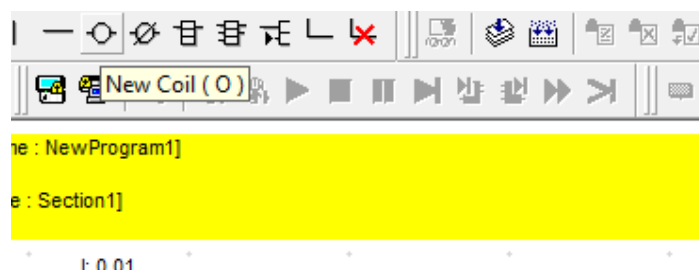 New Coil ( O )
ne : NewProgram1]
e : Section1]
I: 0.01